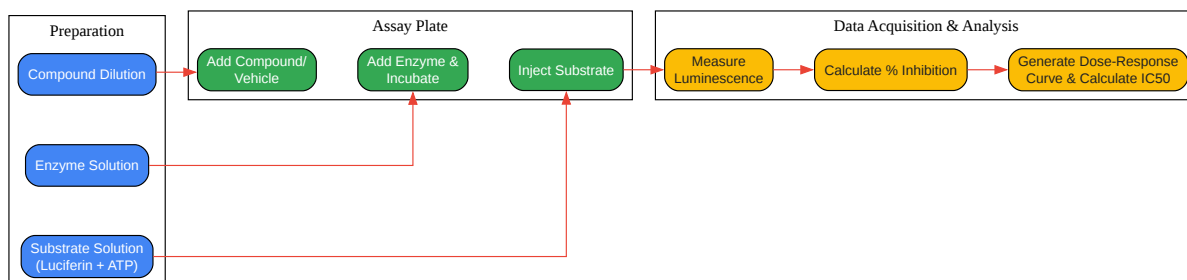 Preparation
Compound Dilution
Enzyme Solution
Substrate Solution
(Luciferin + ATP)
Assay Plate
Add Compound/
Vehicle
Add Enzyme &
Incubate
Inject Substrate
Data Acquisition & Analysis
Measure
Luminescence
Calculate % Inhibition
Generate Dose-Response
Curve & Calculate IC50